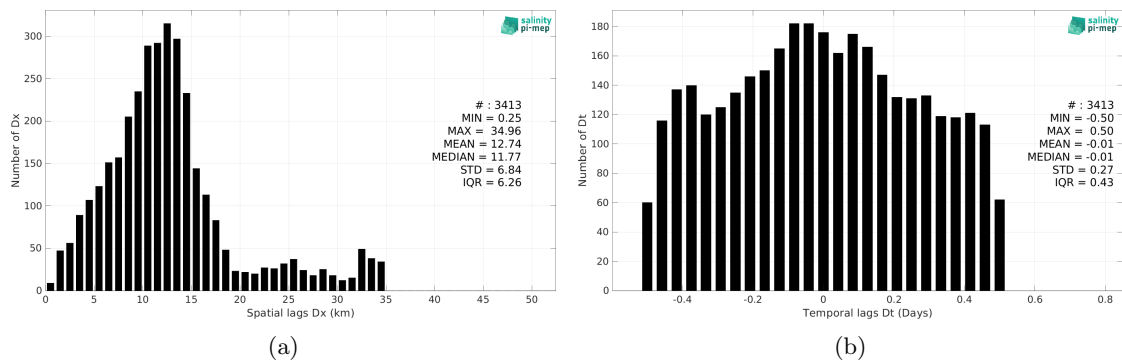 salinity
pi-mep
300
250
200
150
100
50
0
Number of Dx
# : 3413
MIN = 0.25
MAX = 34.96
MEAN = 12.74
MEDIAN = 11.77
STD = 6.84
IQR = 6.26
0 5 10 15 20 25 30 35 40 45 50
Spatial lags Dx (km)
(a)
salinity
pi-mep
180
160
140
120
100
80
60
40
20
0
Number of Dt
# : 3413
MIN = -0.50
MAX = 0.50
MEAN = -0.01
MEDIAN = -0.01
STD = 0.27
IQR = 0.43
-0.4 -0.2 0 0.2 0.4 0.6 0.8
Temporal lags Dt (Days)
(b)